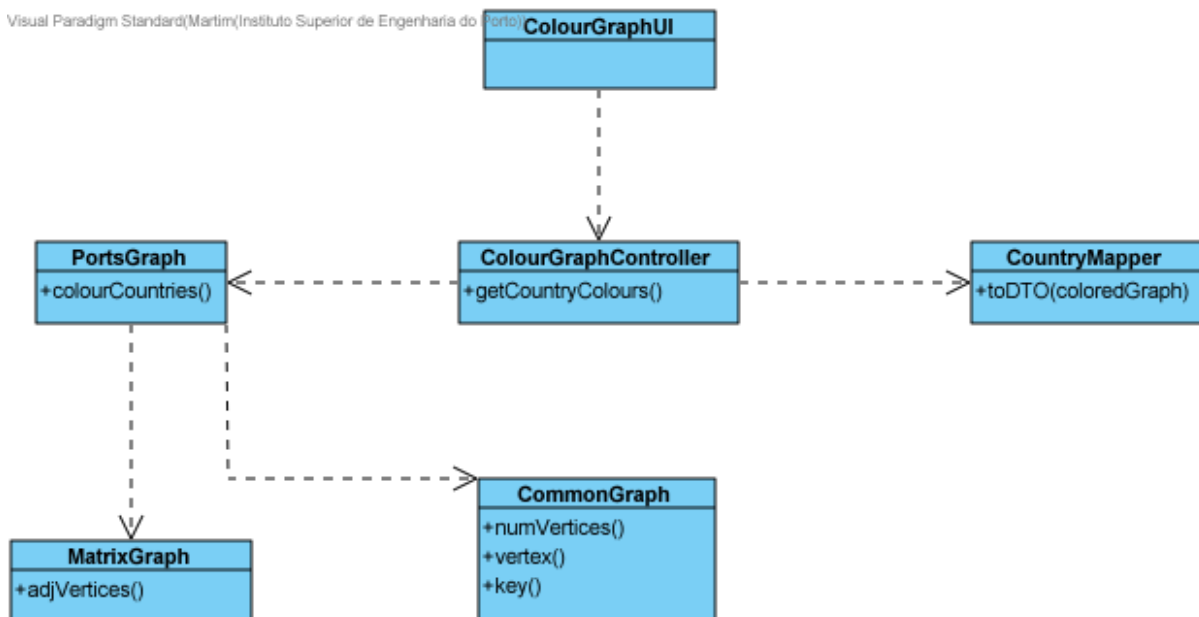 Visual Paradigm Standard(Martim(Instituto Superior de Engenharia do Porto))
ColourGraphUI
PortsGraph
+colourCountries()
ColourGraphController
+getCountryColours()
CountryMapper
+toDTO(coloredGraph)
CommonGraph
+numVertices()
+vertex()
+key()
MatrixGraph
+adjVertices()